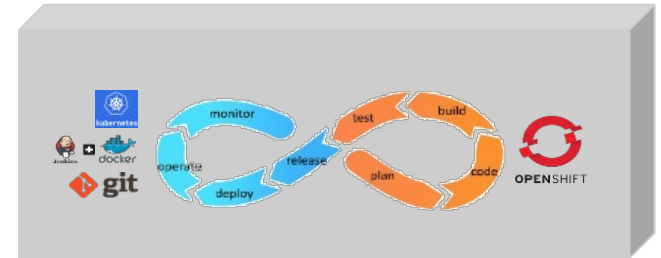 kubernetes
Jenkins
docker
git
monitor
operate
deploy
release
test
build
plan
code
OPENSHIFT